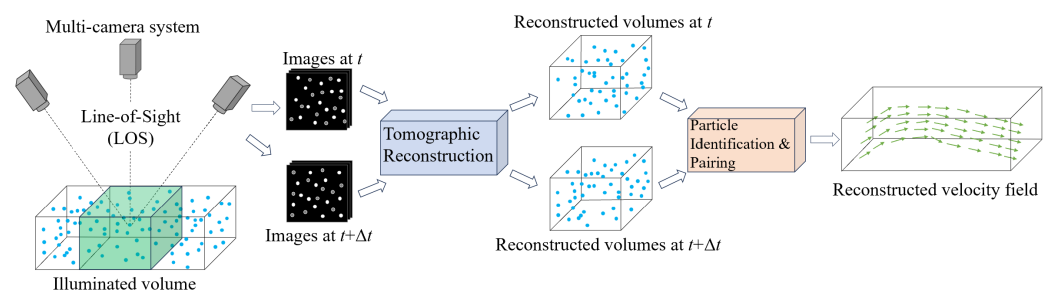 Multi-camera system
Line-of-Sight
(LOS)
Illuminated volume
Images at t
Images at t+Δt
Tomographic
Reconstruction
Reconstructed volumes at t
Reconstructed volumes at t+Δt
Particle
Identification &
Pairing
Reconstructed velocity field